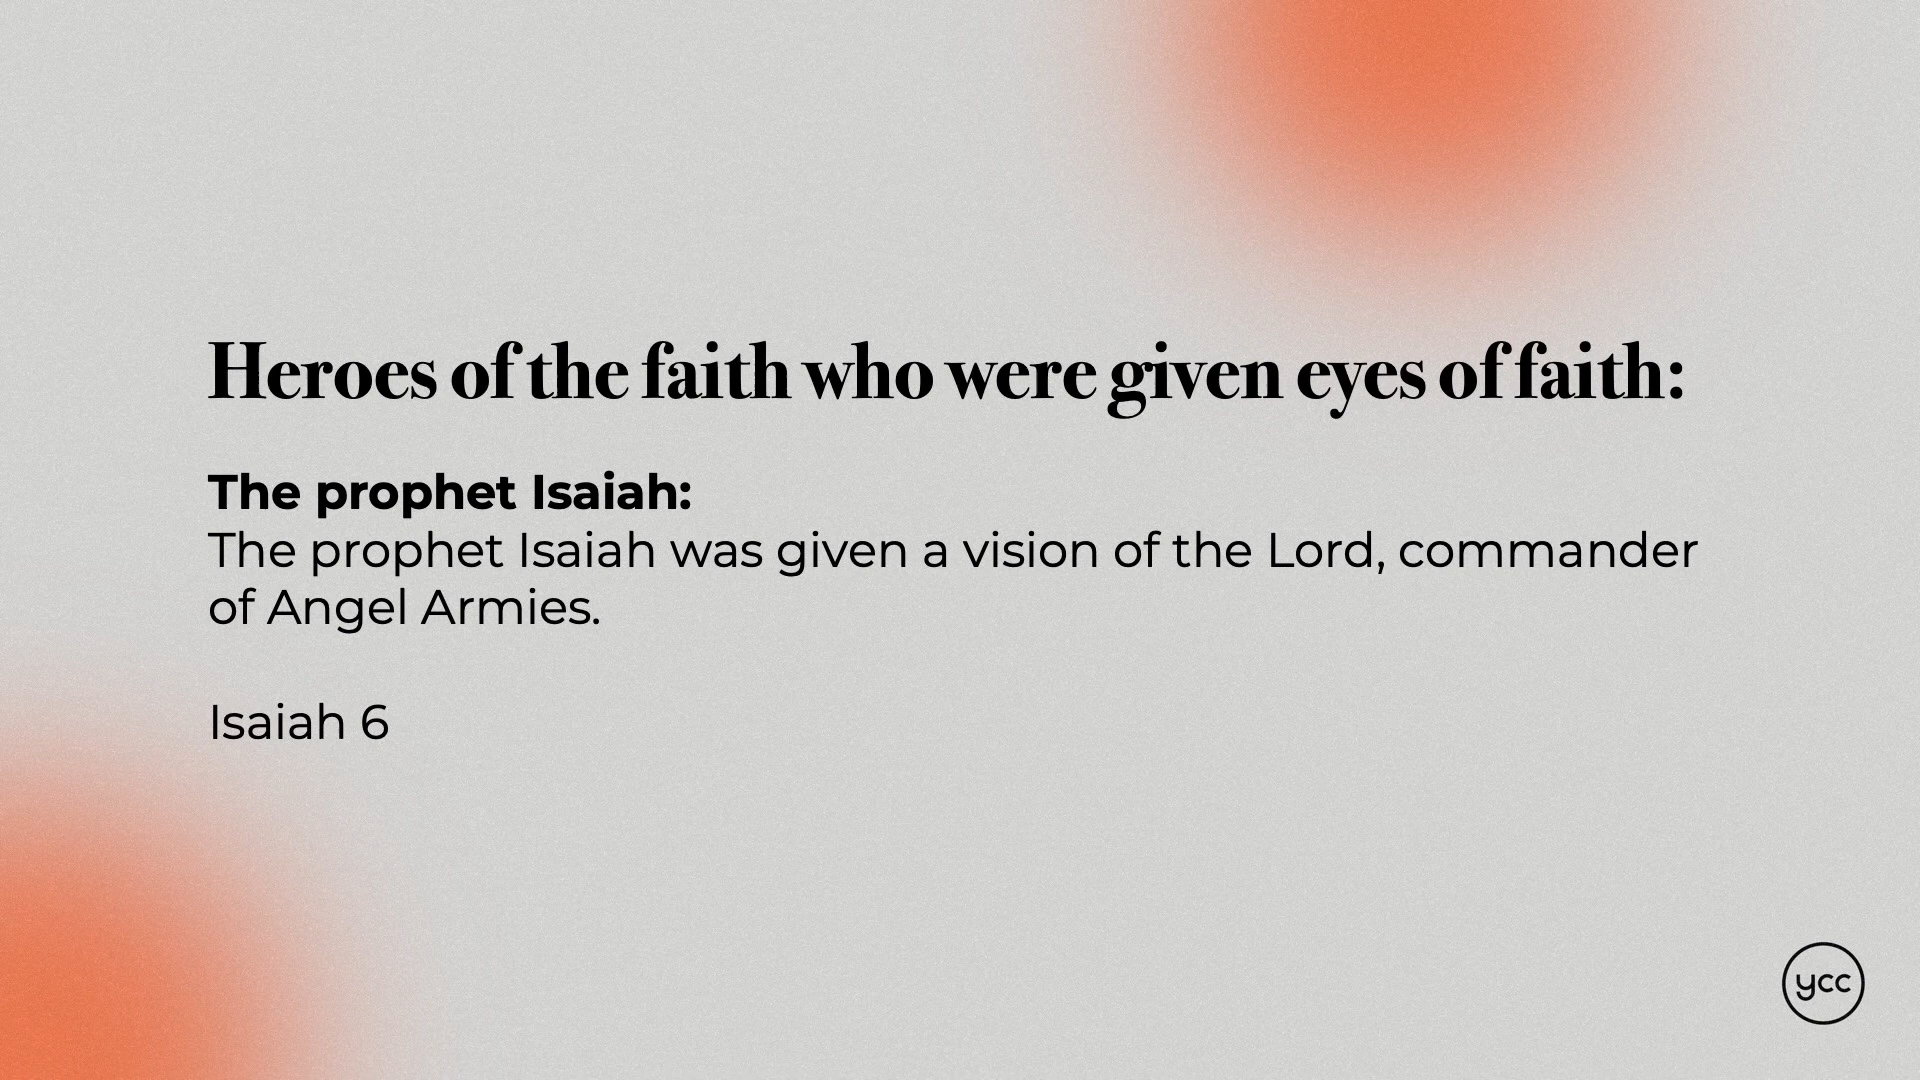 Heroes of the faith who were given eyes of faith:
The prophet Isaiah:
The prophet Isaiah was given a vision of the Lord, commander
of Angel Armies.
Isaiah 6
ycc